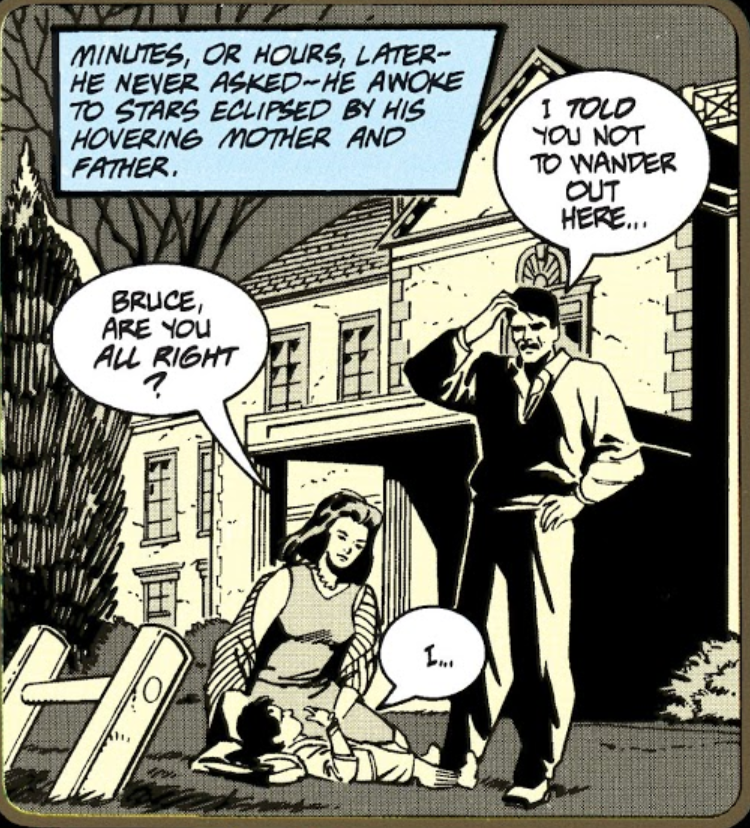 MINUTES, OR HOURS, LATER~
HE NEVER ASKED~HE AWOKE
TO STARS ECLIPSED BY HIS
HOVERING MOTHER AND
FATHER.
I TOLD
YOU NOT
TO WANDER
OUT
HERE...
BRUCE,
ARE YOU
ALL RIGHT
?
I...